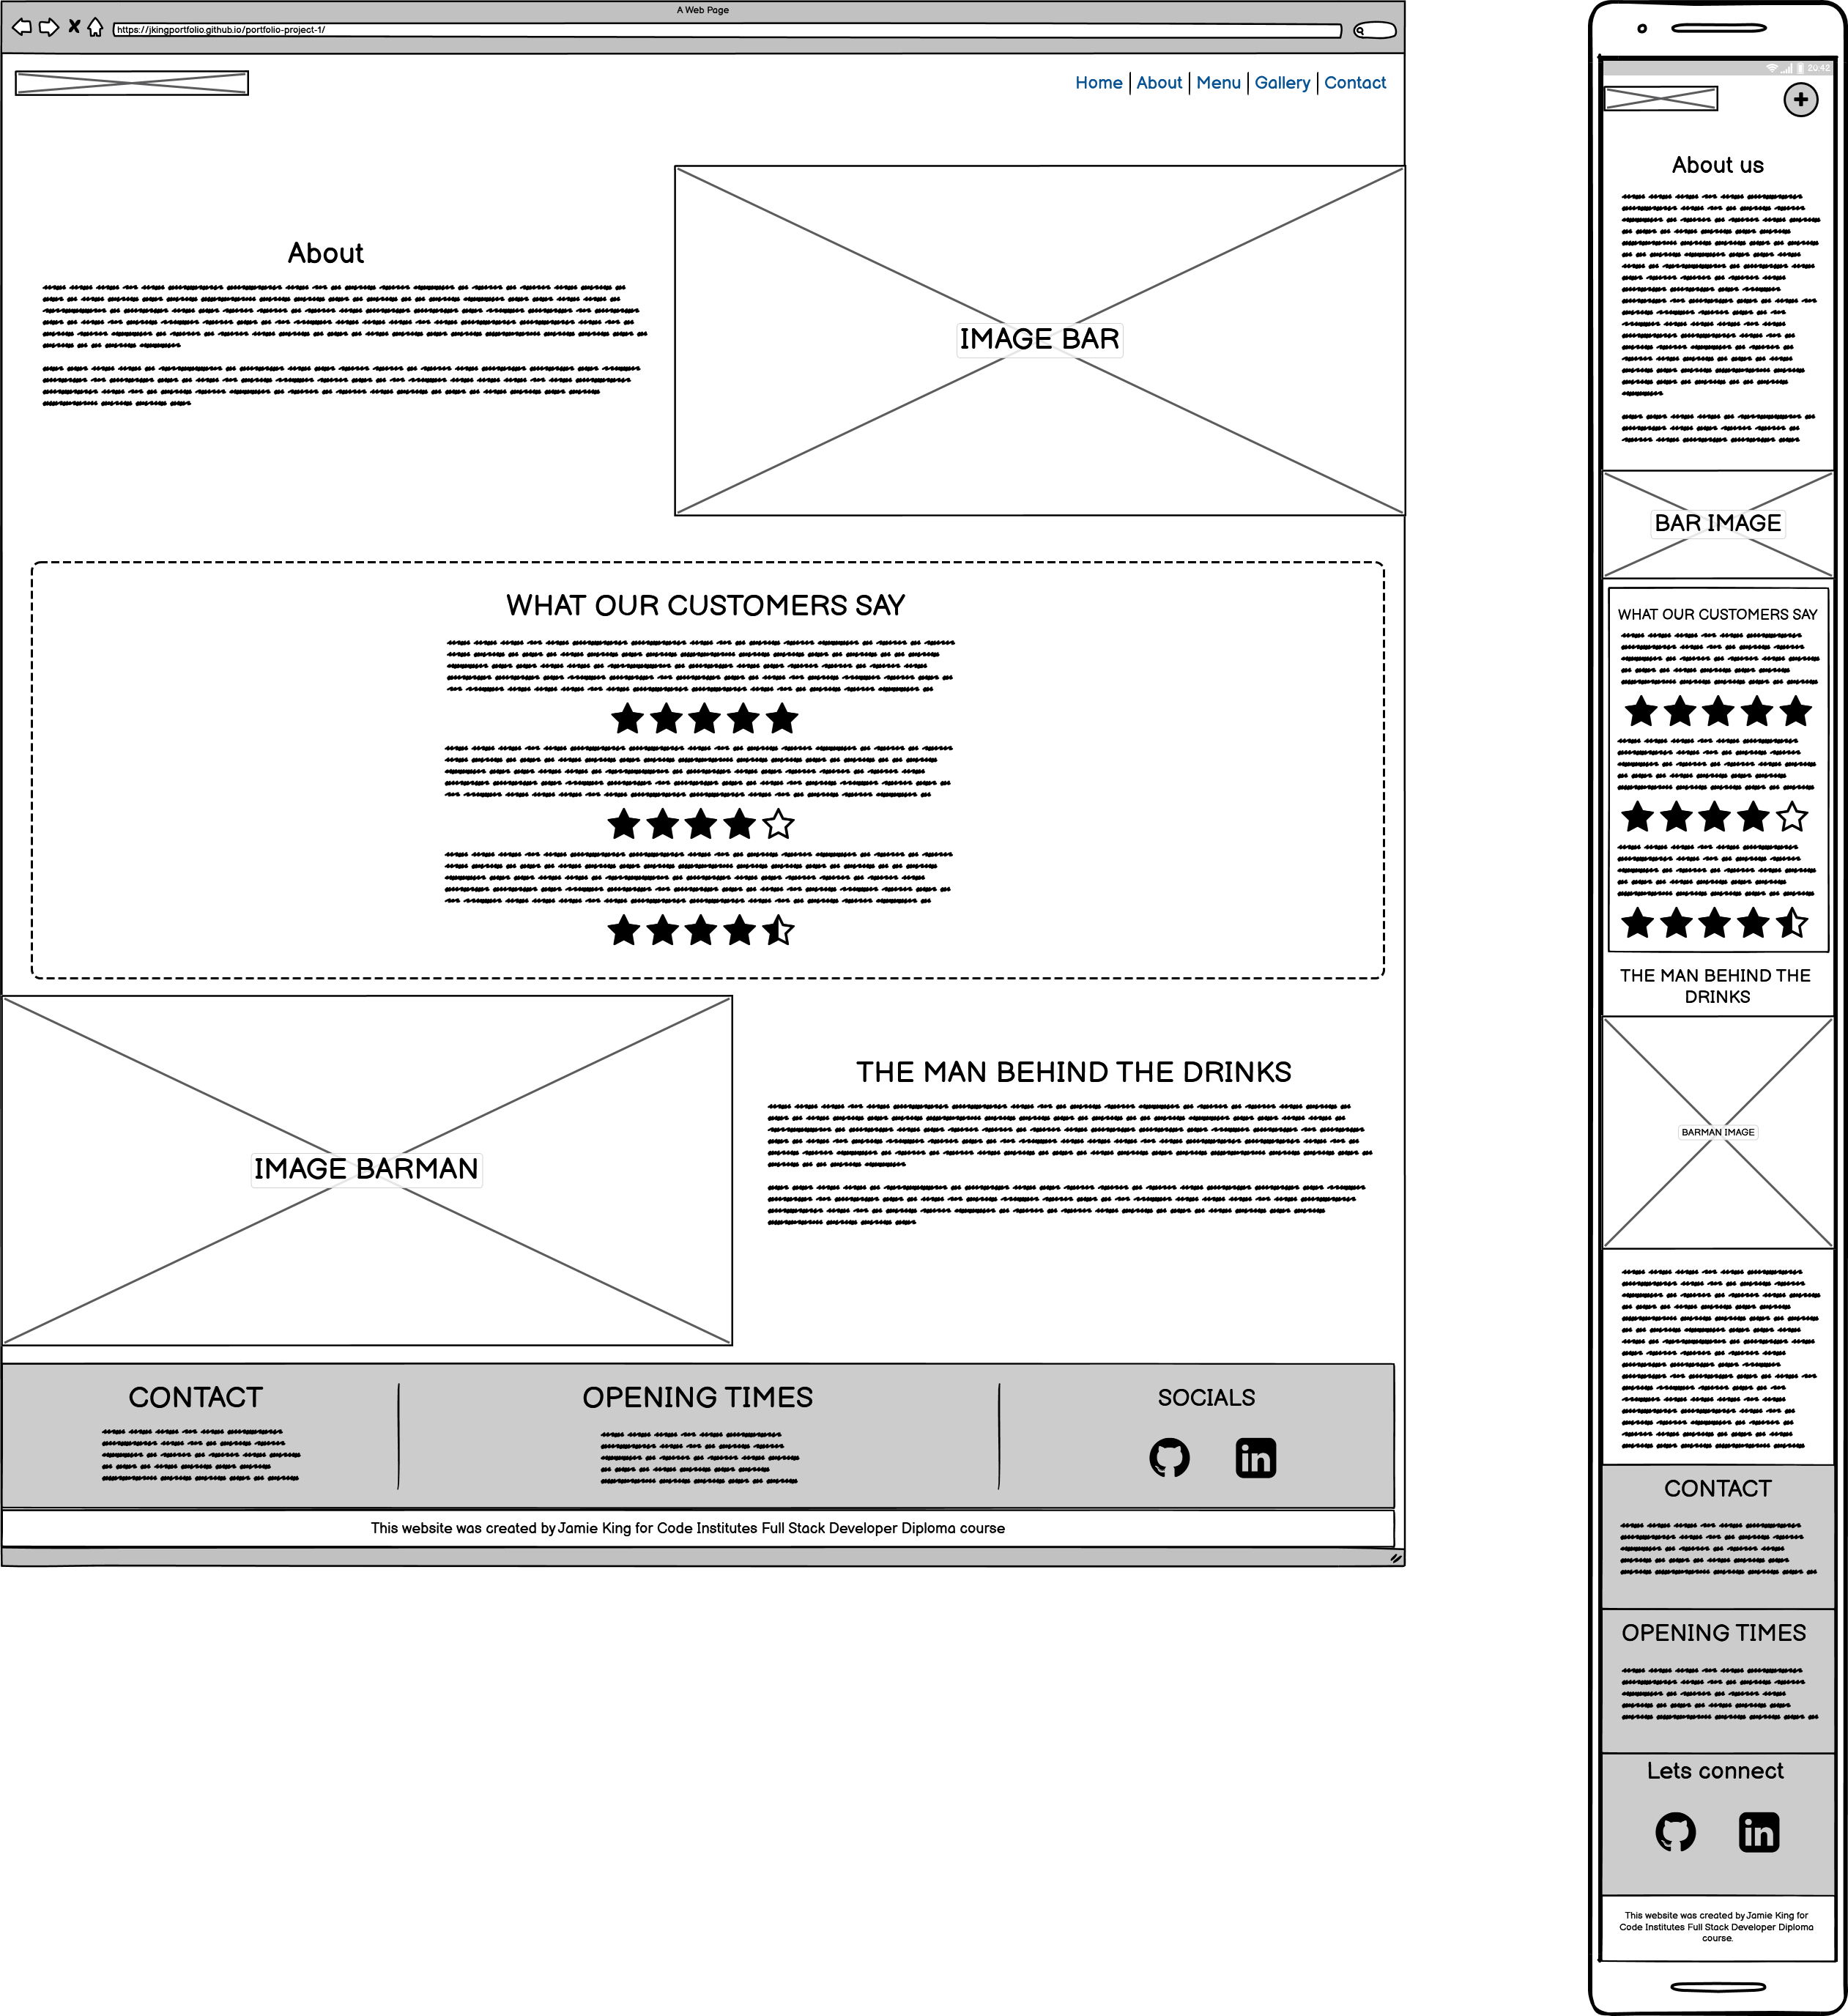 A Web Page
https://jkingportfolio.github.io/portfolio-project-1/
Home About Menu Gallery Contact
About
IMAGE BAR
WHAT OUR CUSTOMERS SAY
IMAGE BARMAN
THE MAN BEHIND THE DRINKS
CONTACT
OPENING TIMES
SOCIALS
in
This website was created by Jamie King for Code Institutes Full Stack Developer Diploma course
20:42
About us
BAR IMAGE
WHAT OUR CUSTOMERS SAY
THE MAN BEHIND THE
DRINKS
BARMAN IMAGE
CONTACT
OPENING TIMES
Lets connect
in
This website was created by Jamie King for
Code Institutes Full Stack Developer Diploma
course.